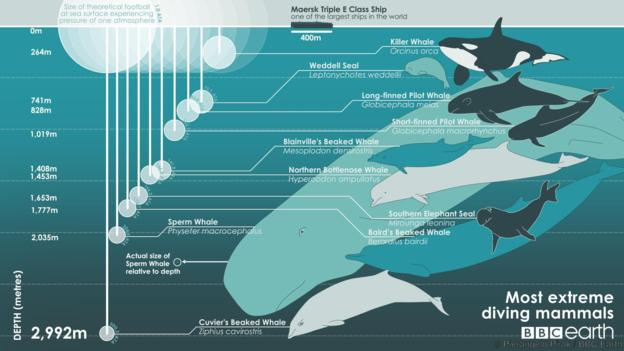 Size of theoretical football
at sea surface experiencing
pressure of one atmosphere
Maersk Triple E Class Ship
one of the largest ships in the world
400m
0m
264m
Killer Whale
Orcinus orca
Weddell Seal
Leptonychotes weddellii
741m
828m
Long-finned Pilot Whale
Globicephala melas
1,019m
Short-finned Pilot Whale
Globicephala macrorhynchus
Blainville's Beaked Whale
Mesoplodon densirostris
1,408m
1,453m
Northern Bottlenose Whale
Hyperoodon ampullatus
1,653m
1,777m
Southern Elephant Seal
Mirounga leonina
Sperm Whale
Physeter macrocephalus
Baird's Beaked Whale
Berardius bairdii
2,035m
Actual size of
Sperm Whale
relative to depth
DEPTH (metres)
2,992m
Cuvier's Beaked Whale
Ziphius cavirostris
Most extreme
diving mammals
BBC earth